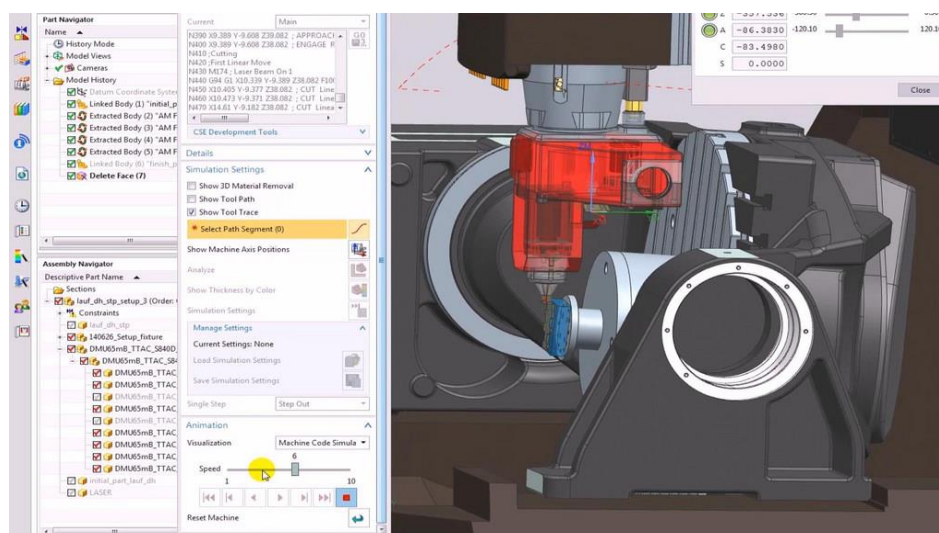 Part Navigator
Name
History Mode
Model Views
Cameras
Model History
Datum Coordinate System
Linked Body (1) "initial_p
Extracted Body (2) "AM F
Extracted Body (3) "AM F
Extracted Body (4) "AM F
Extracted Body (5) "AM F
Linked Body (6) "finish_p
Delete Face (7)
Assembly Navigator
Descriptive Part Name
Sections
lauf_dh_stp_setup_3 (Order:
Constraints
lauf_dh_stp
140626_Setup_fixture
DMU65mB_TTAC_S840D_
DMU65mB_TTAC_S84
DMU65mB_TTAC
DMU65mB_TTAC
DMU65mB_TTAC
DMU65mB_TTAC
DMU65mB_TTAC
DMU65mB_TTAC
DMU65mB_TTAC
DMU65mB_TTAC
DMU65mB_TTAC
initial_part_lauf_dh
LASER
Current Main
N390 X9.389 Y-9.608 Z39.082 ; APPROACH
N400 X9.389 Y-9.608 Z38.082 ; ENGAGE
N410 ;Cutting
N420 ;First Linear Move
N430 M174 ; Laser Beam On 1
N440 G94 G1 X10.339 Y-9.389 Z38.082 F100
N450 X10.405 Y-9.377 Z38.082 ; CUT Line
N460 X10.473 Y-9.371 Z38.082 ; CUT Line
N470 X14.61 Y-9.182 Z38.082 ; CUT Linea
CSE Development Tools
Details
Simulation Settings
Show 3D Material Removal
Show Tool Path
Show Tool Trace
* Select Path Segment (0)
Show Machine Axis Positions
Analyze
Show Thickness by Color
Simulation Settings
Manage Settings
Current Settings: None
Load Simulation Settings
Save Simulation Settings
Single Step Step Out
Animation
Visualization Machine Code Simula
6
Speed
1 10
Reset Machine
A -86.3830 -120.10 120.10
C -83.4980
S 0.0000
Close